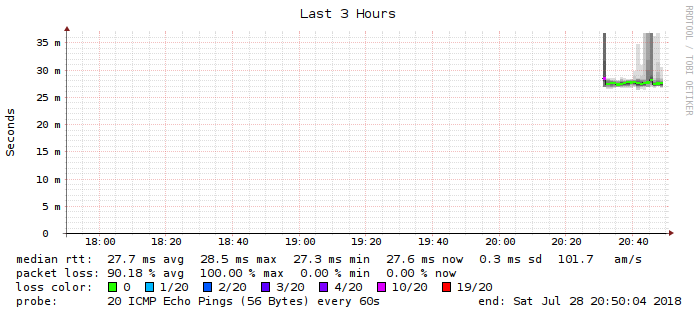 Last 3 Hours
RRDTOOL / TOBI OETIKER
Seconds
35 m
30 m
25 m
20 m
15 m
10 m
5 m
0
18:00 18:20 18:40 19:00 19:20 19:40 20:00 20:20 20:40
median rtt: 27.7 ms avg 28.5 ms max 27.3 ms min 27.6 ms now 0.3 ms sd 101.7 am/s
packet loss: 90.18 % avg 100.00 % max 0.00 % min 0.00 % now
loss color: 0 1/20 2/20 3/20 4/20 10/20 19/20
probe: 20 ICMP Echo Pings (56 Bytes) every 60s end: Sat Jul 28 20:50:04 2018